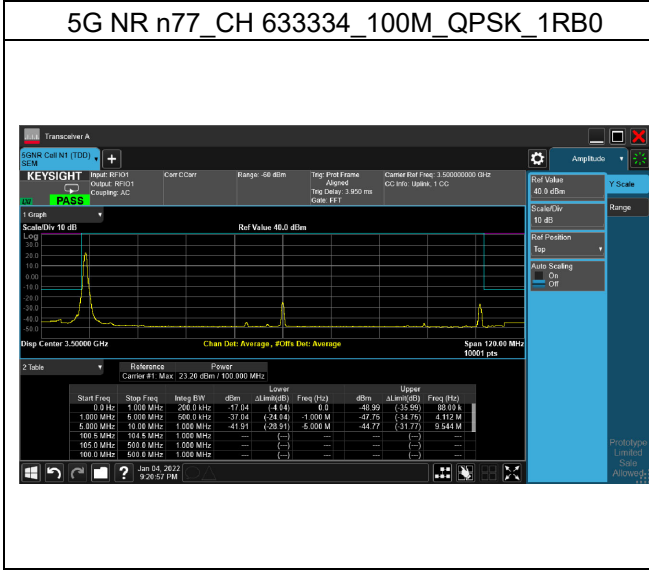 5G NR n77_CH 633334_100M_QPSK_1RB0
Transceiver A
5GNR Cell N1 (TDD)
SEM
Amplitude
KEYSIGHT
PASS
Input: RFIO1
Output: RFIO1
Coupling: AC
Corr CCorr
Range: -60 dBm
Trig: Prot Frame
Aligned
Trig Delay: 3.950 ms
Gate: FFT
Carrier Ref Freq: 3.500000000 GHz
CC Info: Uplink, 1 CC
Ref Value
40.0 dBm
Y Scale
Scale/Div
10 dB
Range
Ref Position
Top
Auto Scaling
On
Off
1 Graph
Scale/Div 10 dB
Ref Value 40.0 dBm
Log
30.0
20.0
10.0
0.00
-10.0
-20.0
-30.0
-40.0
-50.0
Disp Center 3.50000 GHz
Chan Det: Average, #Offs Det: Average
Span 120.00 MHz
10001 pts
2 Table
Reference Power
Carrier #1 Max 23.20 dBm / 100.000 MHz
Lower Upper
Start Freq Stop Freq Integ BW dBm ΔLimit(dB) Freq (Hz) dBm ΔLimit(dB) Freq (Hz)
0.0 Hz 1.000 MHz 200.0 kHz -17.04 (-4.04) 0.0 -48.99 (-35.99) 88.00 k
1.000 MHz 5.000 MHz 500.0 kHz -37.04 (-24.04) -1.000 M -47.75 (-34.75) 4.112 M
5.000 MHz 10.00 MHz 1.000 MHz -41.91 (-28.91) -5.000 M -44.77 (-31.77) 9.544 M
100.5 MHz 104.5 MHz 1.000 MHz --- (---) --- (---) ---
105.0 MHz 500.0 MHz 1.000 MHz --- (---) --- (---) ---
100.0 MHz 500.0 MHz 1.000 MHz --- (---) --- (---) ---
Jan 04, 2022
9:20:57 PM
Prototype
Limited
Sale
Allowed